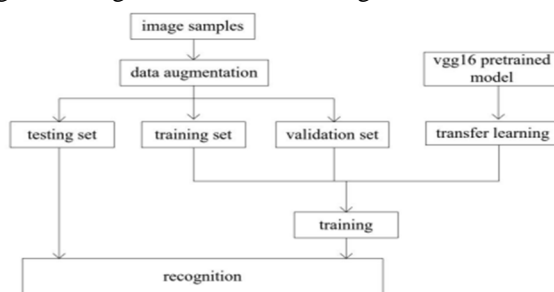 image samples
data augmentation
vgg16 pretrained
model
testing set
training set
validation set
transfer learning
training
recognition